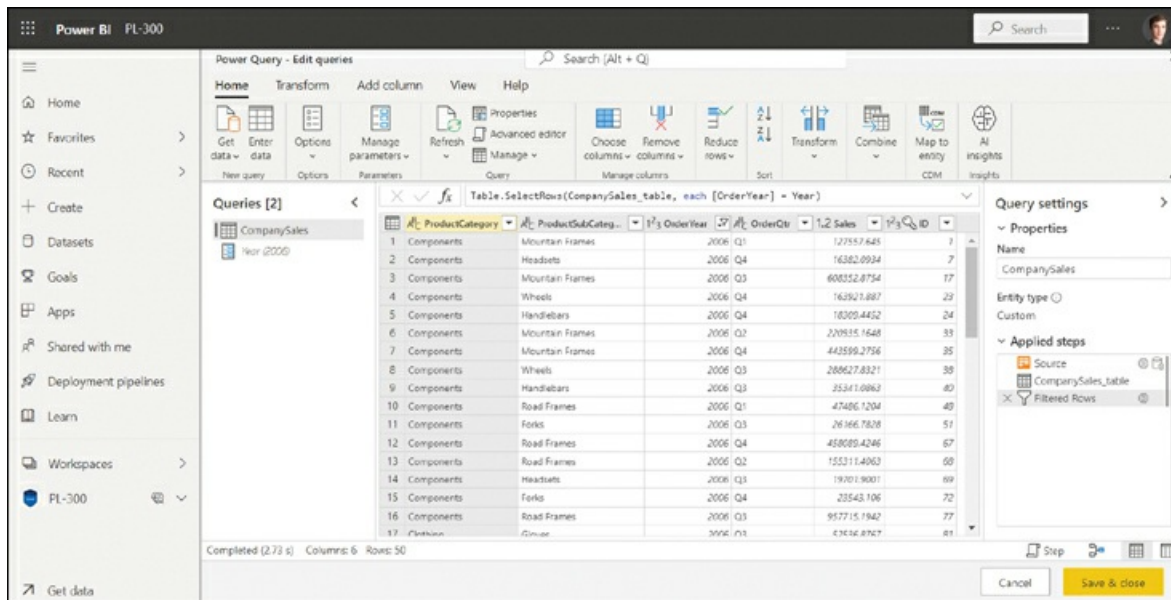 Power BI PL-300
Search
Home
Favorites
Recent
Create
Datasets
Goals
Apps
Shared with me
Deployment pipelines
Learn
Workspaces
PL-300
Get data
Power Query - Edit queries
Search (Alt + Q)
Home Transform Add column View Help
Get data Enter data
New query
Options
Options
Manage parameters
Parameters
Refresh
Properties
Advanced editor
Manage
Query
Choose columns Remove columns
Reduce rows
Manage columns
Sort
Transform
Combine
Map to entity
CDM
AI insights
Insights
Queries [2]
CompanySales
Year (2006)
fx Table.SelectRows(CompanySales_table, each [OrderYear] = Year)
ProductCategory ProductSubCateg... OrderYear OrderQtr Sales ID
1 Components Mountain Frames 2006 Q1 127557.645 1
2 Components Headsets 2006 Q4 16382.0934 7
3 Components Mountain Frames 2006 Q3 608352.8754 17
4 Components Wheels 2006 Q4 163921.887 23
5 Components Handlebars 2006 Q4 18309.4452 24
6 Components Mountain Frames 2006 Q2 220935.1648 33
7 Components Mountain Frames 2006 Q4 443599.2756 35
8 Components Wheels 2006 Q3 288627.8321 38
9 Components Handlebars 2006 Q3 35341.0863 40
10 Components Road Frames 2006 Q1 47486.1204
11 Components Forks 2006 Q3 26166.7828 51
12 Components Road Frames 2006 Q4 458089.4246 67
13 Components Road Frames 2006 Q2 155311.4063 68
14 Components Headsets 2006 Q3 19701.9001 69
15 Components Forks 2006 Q4 23543.106 72
16 Components Road Frames 2006 Q3 957715.1942 77
17 Clothing Gloves 2006 Q3 52536.8767
Completed (2.73 s) Columns: 6 Rows: 50
Query settings
Properties
Name
CompanySales
Entity type
Custom
Applied steps
Source
CompanySales_table
Filtered Rows
Step
Cancel Save & close